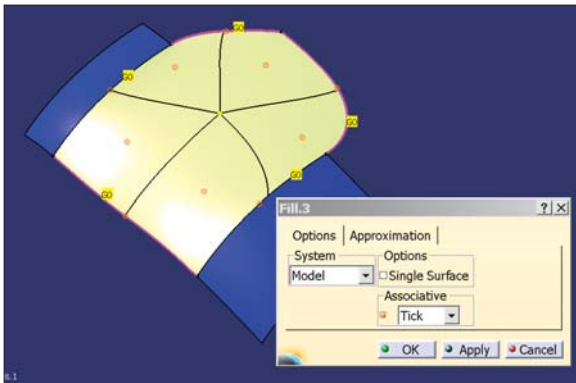 G0
G0
G0
G0
G0
Fill.3
? X
Options Approximation
System Options
Model Single Surface
Associative
Tick
OK Apply Cancel